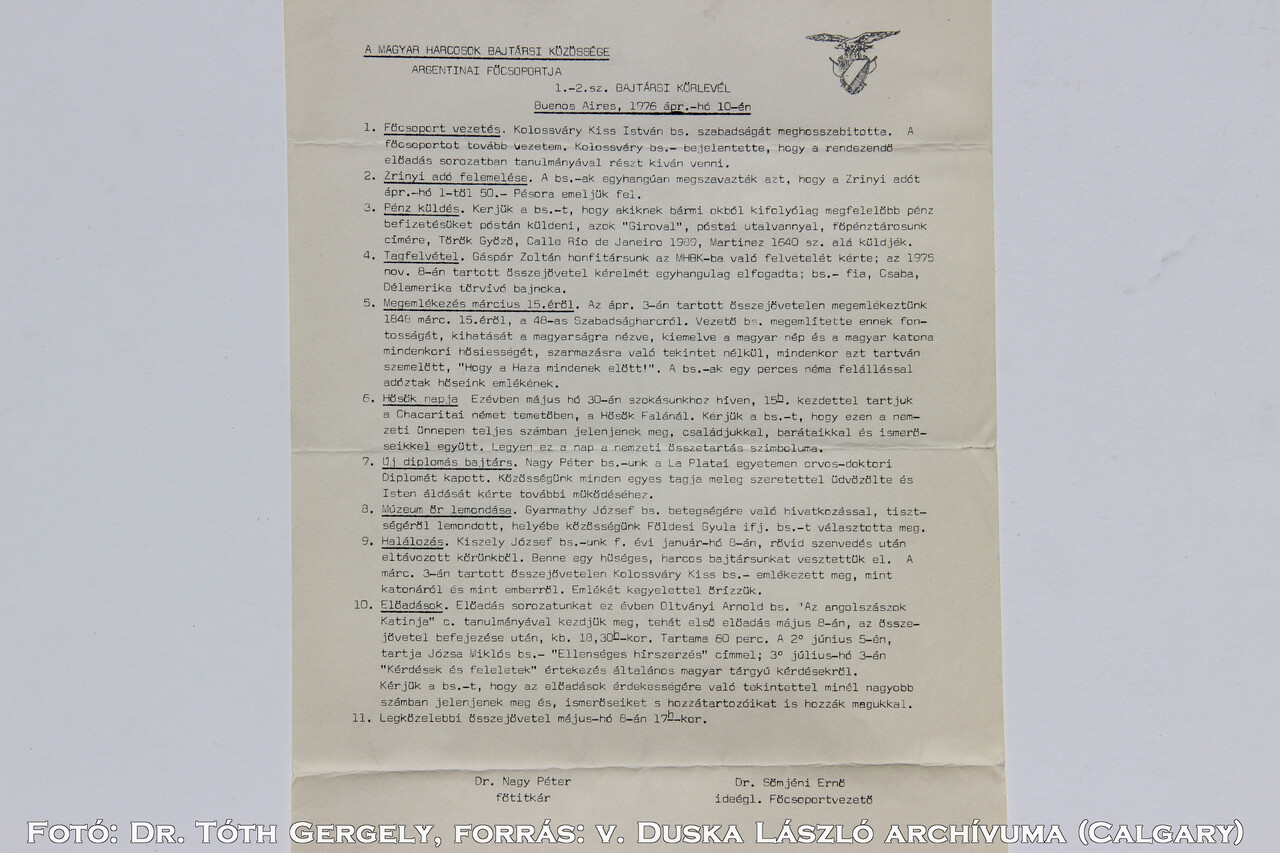 A MAGYAR HARCOSOK BAJTÁRSI KÖZÖSSÉGE
ARGENTINAI FŐCSOPORTJA
1.-2.sz. BAJTÁRSI KÖRLEVÉL
Buenos Aires, 1976 ápr.-hó 10-én
1. Főcsoport vezetés. Kolossváry Kiss István bs. szabadságát meghosszabitotta. A
főcsoportot tovább vezetem. Kolossváry bs.- bejelentette, hogy a rendezendő
előadás sorozatban tanulmányával részt kiván venni.
2. Zrinyi adó felemelése. A bs.-ak egyhangúan megszavazták azt, hogy a Zrinyi adót
ápr.-hó 1-től 50.- Pésora emeljük fel.
3. Pénz küldés. Kerjük a bs.-t, hogy akiknek bármi okból kifolyólag megfelelőbb pénz
befizetésüket póstán küldeni, azok "Giroval", póstai utalvannyal, főpénztárosunk
címére, Török Győző, Calle Rio de Janeiro 1989, Martinez 1640 sz. alá küldjék.
4. Tagfelvétel. Gáspár Zoltán honfitársunk az MHBK-ba való felvetelét kérte; az 1975
nov. 8-án tartott összejövetel kérelmét egyhangulag elfogadta; bs.- fia, Csaba,
Délamerika törvívó bajnoka.
5. Megemlékezés március 15.éről. Az ápr. 3-án tartott összejövetelen megemlékeztünk
1848 márc. 15.éről, a 48-as Szabadságharcról. Vezető bs. megemlítette ennek fon-
tosságát, kihatását a magyarságra nézve, kiemelve a magyar nép és a magyar katona
mindenkori hősiességét, szarmazásra való tekintet nélkül, mindenkor azt tartván
szemelőtt, "Hogy a Haza mindenek előtt!". A bs.-ak egy perces néma felállással
adóztak hőseink emlékének.
6. Hősök napja Ezévben május hó 30-án szokásunkhoz híven, 15h. kezdettel tartjuk
a Chacaritai német temetőben, a Hősök Falánál. Kérjük a bs.-t, hogy ezen a nem-
zeti ünnepen teljes számban jelenjenek meg, családjukkal, barátaikkal és ismerő-
seikkel együtt. Legyen ez a nap a nemzeti összetartás szimboluma.
7. Új diplomás bajtárs. Nagy Péter bs.-unk a La Platai egyetemen orvos-doktori
Diplomát kapott. Közösségünk minden egyes tagja meleg szeretettel üdvözölte és
Isten áldását kérte további működéséhez.
8. Múzeum őr lemondása. Gyarmathy József bs. betegségére való hivatkozással, tiszt-
ségéről lemondott, helyébe közösségünk Földesi Gyula ifj. bs.-t választotta meg.
9. Halálozás. Kiszely József bs.-unk f. évi január-hó 8-án, rövid szenvedés után
eltávozott körünkből. Benne egy hűséges, harcos bajtársunkat vesztettük el. A
márc. 3-án tartott összejövetelen Kolossváry Kiss bs.- emlékezett meg, mint
katonáról és mint emberről. Emlékét kegyelettel őrizzük.
10. Előadások. Előadás sorozatunkat ez évben Oltványi Arnold bs. 'Az angolszászok
Katinja" c. tanulmányával kezdjük meg, tehát első előadás május 8-án, az össze-
jövetel befejezése után, kb. 18,30h-kor. Tartama 60 perc. A 2° június 5-én,
tartja Józsa Miklós bs.- "Ellenséges hírszerzés" címmel; 3° július-hó 3-án
"Kérdések és feleletek" értekezés általános magyar tárgyú kérdésekről.
Kérjük a bs.-t, hogy az előadások érdekességére való tekintettel minél nagyobb
számban jelenjenek meg és, ismerőseiket s hozzátartozóikat is hozzák magukkal.
11. Legközelebbi összejövetel május-hó 8-án 17h-kor.
Dr. Nagy Péter
főtitkár
Dr. Sömjéni Ernő
ideégl. Főcsoportvezető
Fotó: Dr. Tóth Gergely, forrás: v. Duska László archívuma (Calgary)